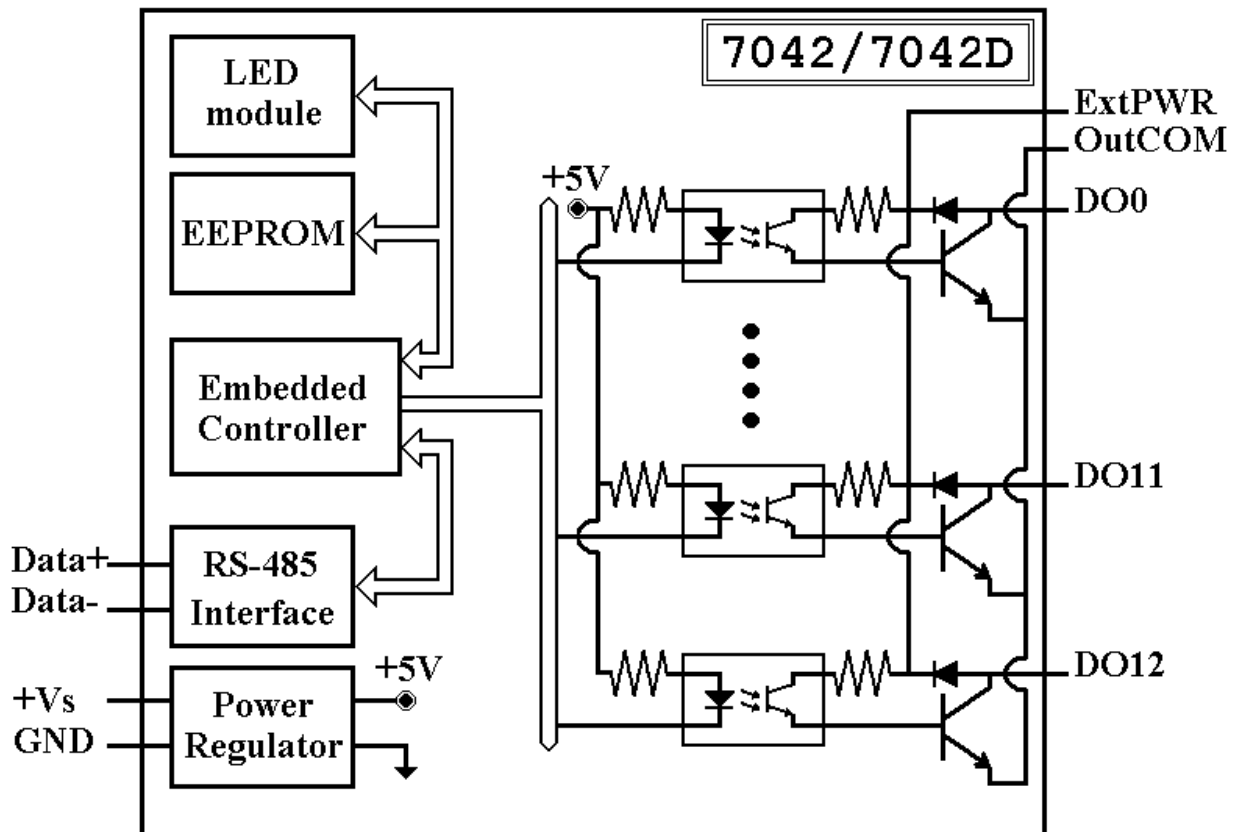 7042/7042D
LED
module
EEPROM
Embedded
Controller
RS-485
Interface
Power
Regulator
Data+
Data-
+Vs
GND
+5V
+5V
ExtPWR
OutCOM
DO0
DO11
DO12